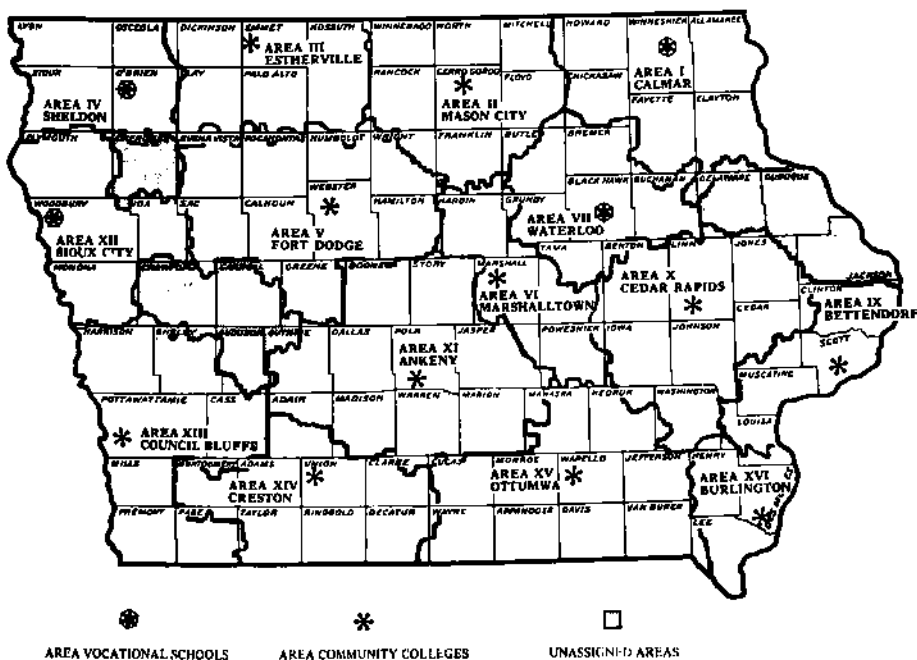 LYON OSCEOLA DICKINSON EMMET KOSSUTH WINNEBAGO WORTH MITCHELL HOWARD WINNESHIEK ALLAMAKEE
AREA III
ESTHERVILLE
SIOUX O'BRIEN CLAY PALO ALTO HANCOCK CERRO GORDO FLOYD CHICKASAW
AREA I
CALMAR
AREA IV
SHELDON
AREA II
MASON CITY
FAYETTE CLAYTON
PLYMOUTH BUENA VISTA POCAHONTAS HUMBOLDT WRIGHT FRANKLIN BUTLER BREMER
WEBSTER
BLACK HAWK BUCHANAN DELAWARE DUBUQUE
WOODBURY IDA SAC CALHOUN HAMILTON HARDIN GRUNDY
AREA VII
WATERLOO
AREA V
FORT DODGE
AREA XII
SIOUX CITY
TAMA BENTON LINN JONES
MONONA CRAWFORD CARROLL GREENE BOONE STORY MARSHALL
AREA X
CEDAR RAPIDS
JACKSON
CLINTON
AREA VI
MARSHALLTOWN
CEDAR
AREA IX
BETTENDORF
HARRISON SHELBY AUDUBON GUTHRIE DALLAS POLK JASPER POWESHIEK IOWA JOHNSON
SCOTT
AREA XI
ANKENY
MUSCATINE
POTTAWATTAMIE CASS ADAIR MADISON WARREN MARION MAHASKA KEOKUK WASHINGTON
LOUISA
AREA XIII
COUNCIL BLUFFS
MILLS MONTGOMERY ADAMS UNION CLARKE LUCAS MONROE WAPELLO JEFFERSON HENRY
AREA XIV
CRESTON
AREA XV
OTTUMWA
AREA XVI
BURLINGTON
DES MOINES
FREMONT PAGE TAYLOR RINGGOLD DECATUR WAYNE APPANOOSE DAVIS VAN BUREN LEE
AREA VOCATIONAL SCHOOLS AREA COMMUNITY COLLEGES UNASSIGNED AREAS